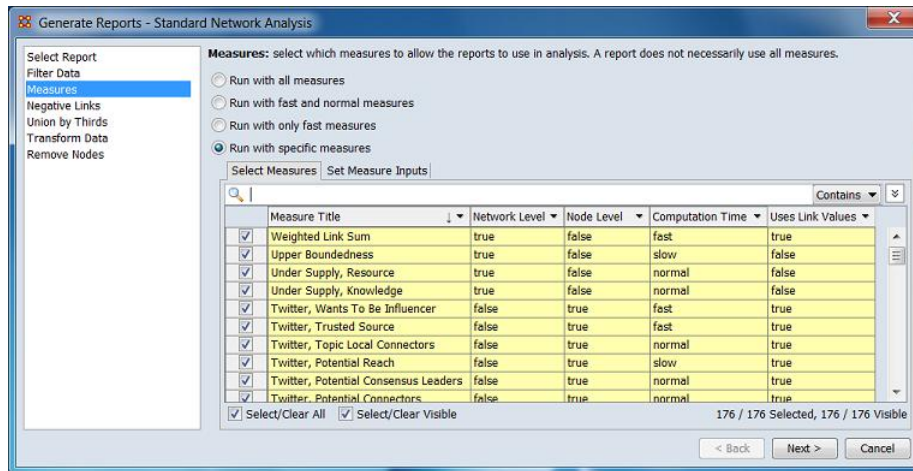 Generate Reports - Standard Network Analysis
Select Report
Filter Data
Measures
Negative Links
Union by Thirds
Transform Data
Remove Nodes
Measures: select which measures to allow the reports to use in analysis. A report does not necessarily use all measures.
Run with all measures
Run with fast and normal measures
Run with only fast measures
Run with specific measures
Select Measures Set Measure Inputs
Contains
Measure Title Network Level Node Level Computation Time Uses Link Values
Weighted Link Sum true false fast true
Upper Boundedness true false slow false
Under Supply, Resource true false normal false
Under Supply, Knowledge true false normal false
Twitter, Wants To Be Influencer false true fast true
Twitter, Trusted Source false true fast true
Twitter, Topic Local Connectors false true normal true
Twitter, Potential Reach false true slow true
Twitter, Potential Consensus Leaders false true normal true
Twitter, Potential Connectors false true normal true
Select/Clear All Select/Clear Visible 176 / 176 Selected, 176 / 176 Visible
< Back Next > Cancel